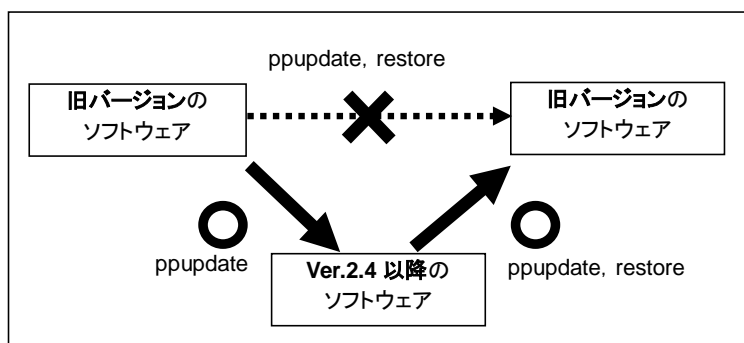 ppupdate, restore
旧バージョンの
ソフトウェア
旧バージョンの
ソフトウェア
ppupdate
Ver.2.4 以降の
ソフトウェア
ppupdate, restore